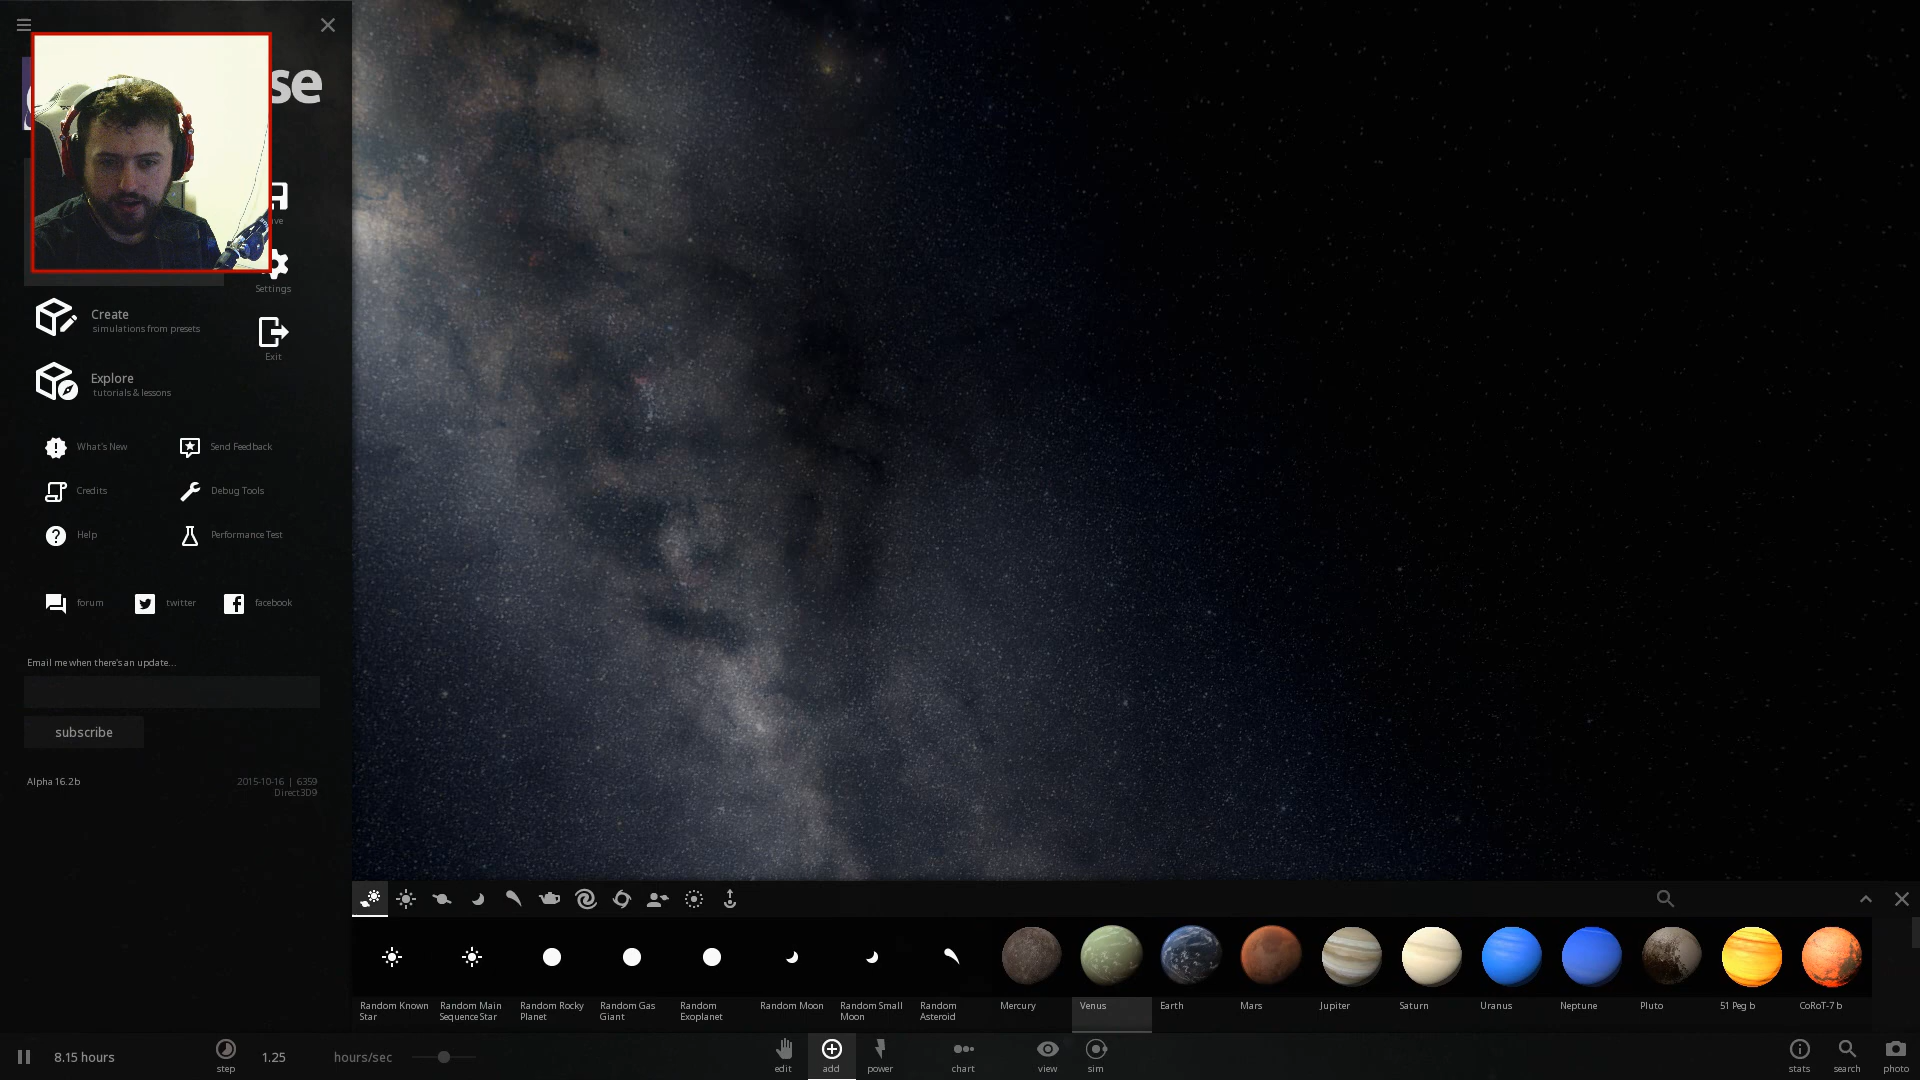 se
ve
Settings
Create
simulations from presets
Exit
Explore
tutorials & lessons
What's New
Send Feedback
Credits
Debug Tools
Help
Performance Test
forum
twitter
facebook
Email me when there's an update...
subscribe
Alpha 16.2b
2015-10-16 | 6359
Direct3D9
Random Known Star
Random Main Sequence Star
Random Rocky Planet
Random Gas Giant
Random Exoplanet
Random Moon
Random Small Moon
Random Asteroid
Mercury
Venus
Earth
Mars
Jupiter
Saturn
Uranus
Neptune
Pluto
51 Peg b
CoRoT-7 b
8.15 hours
step
1.25
hours/sec
edit
add
power
chart
view
sim
stats
search
photo